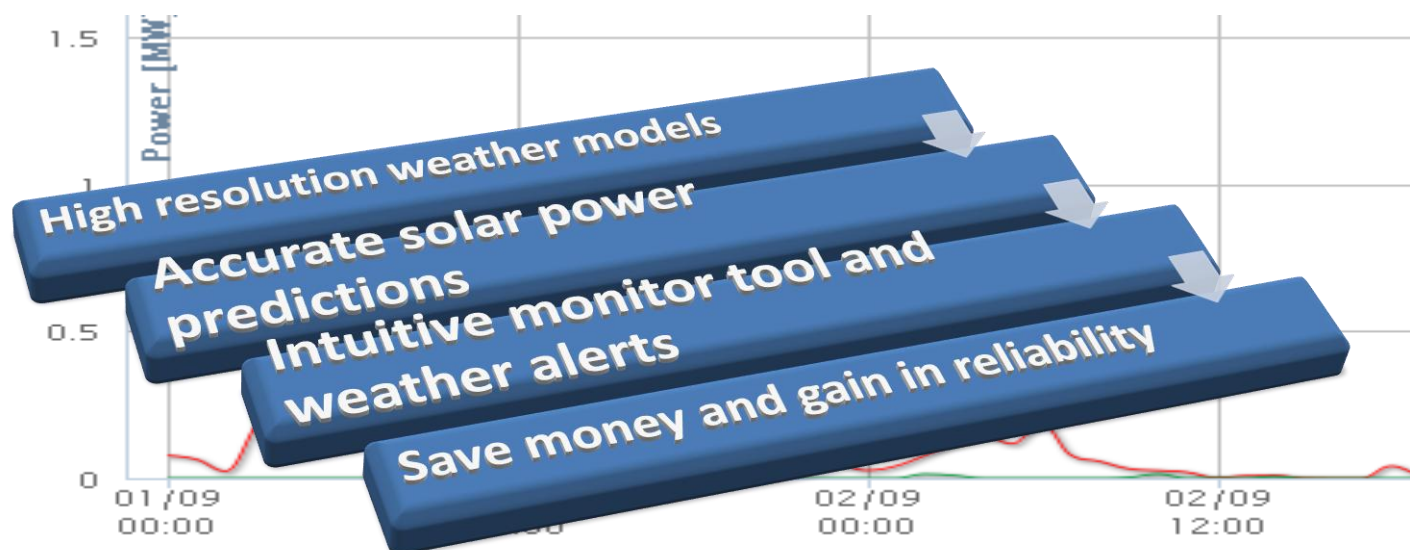 1.5
Power [MW]
High resolution weather models
1
Accurate solar power
predictions
Intuitive monitor tool and
weather alerts
0.5
Save money and gain in reliability
0
01/09
00:00
02/09
00:00
02/09
12:00